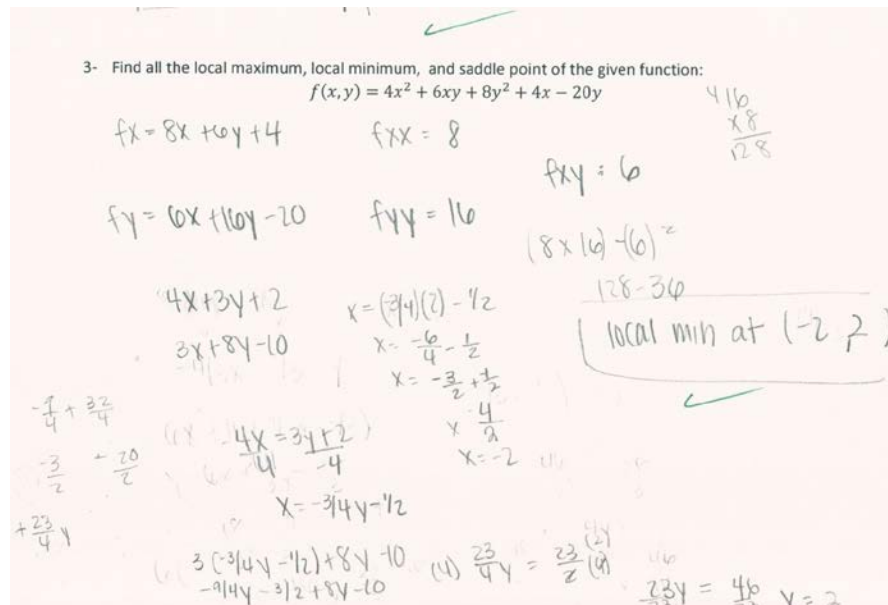 3- Find all the local maximum, local minimum, and saddle point of the given function:
f(x,y) = 4x² + 6xy + 8y² + 4x − 20y
416
x8
128
fx = 8x + 6y + 4
fxx = 8
fxy = 6
fy = 6x + 16y - 20
fyy = 16
(8 x 16) - (6)²
128 - 36
4x + 3y + 2
3x + 8y - 10
x = (-3/4)(2) - 1/2
x = -6/4 - 1/2
x = -3/2 + 1/2
x 4/2
x = -2
local min at (-2, 2)
-9/4 + 32/4
-3/2 - 20/2
+ 23/4 y
4x/4 = 3y + 2/-4
x = -3/4y - 1/2
3(-3/4y - 1/2) + 8y - 10
-9/4y - 3/2 + 8y - 10
(4) 23/4 y = 23/2 (4)
23y = 46
y = 2